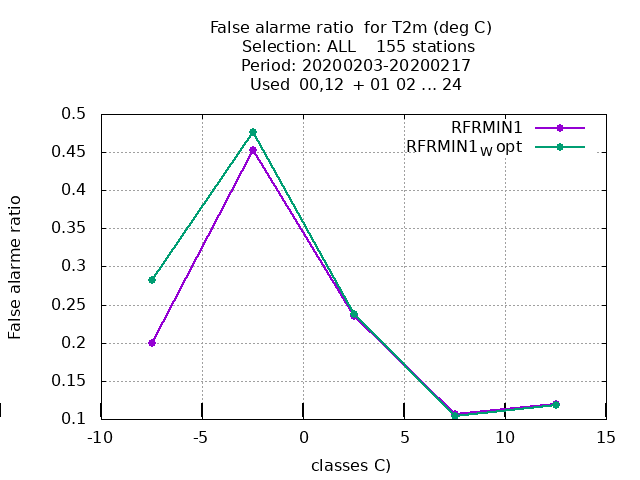 False alarme ratio  for T2m (deg C)
Selection: ALL    155 stations
Period: 20200203-20200217
Used  00,12  + 01 02 ... 24
RFRMIN1
RFRMIN1W opt
0.5
0.45
0.4
0.35
0.3
0.25
0.2
0.15
0.1
False alarme ratio
-10 -5 0 5 10 15
classes C)